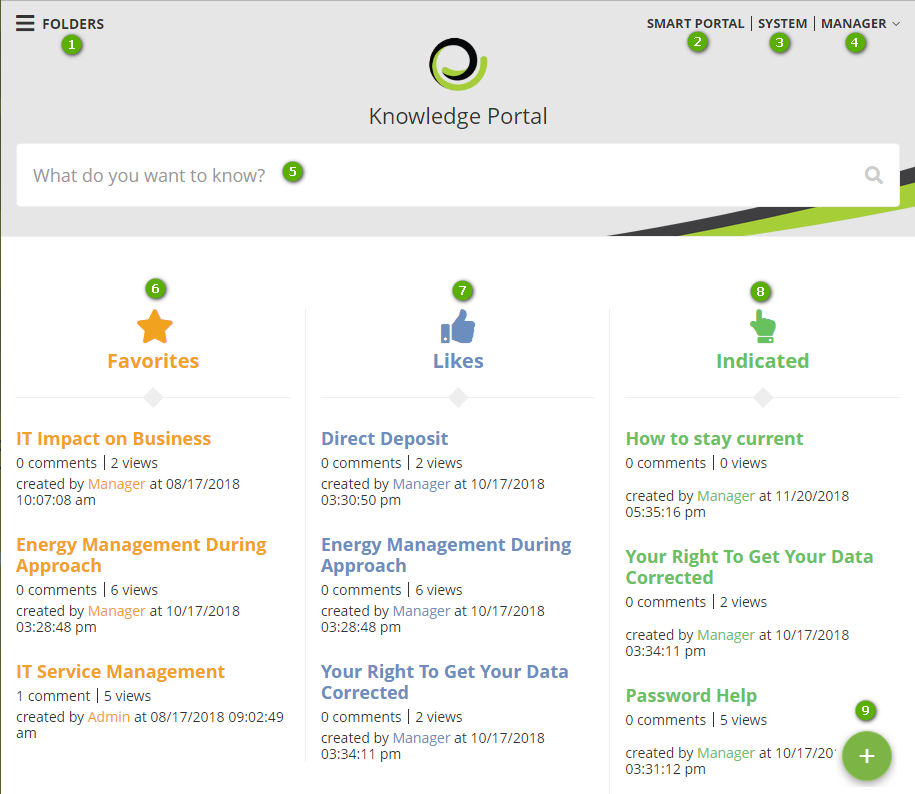 FOLDERS
SMART PORTAL | SYSTEM | MANAGER
1
2
3
4
Knowledge Portal
What do you want to know?
5
6
Favorites
IT Impact on Business
0 comments | 2 views
created by Manager at 08/17/2018
10:07:08 am
Energy Management During
Approach
0 comments | 6 views
created by Manager at 10/17/2018
03:28:48 pm
IT Service Management
1 comment | 5 views
created by Admin at 08/17/2018 09:02:49
am
7
Likes
Direct Deposit
0 comments | 2 views
created by Manager at 10/17/2018
03:30:50 pm
Energy Management During
Approach
0 comments | 6 views
created by Manager at 10/17/2018
03:28:48 pm
Your Right To Get Your Data
Corrected
0 comments | 2 views
created by Manager at 10/17/2018
03:34:11 pm
8
Indicated
How to stay current
0 comments | 0 views
created by Manager at 11/20/2018
05:35:16 pm
Your Right To Get Your Data
Corrected
0 comments | 2 views
created by Manager at 10/17/2018
03:34:11 pm
Password Help
0 comments | 5 views
created by Manager at 10/17/201
03:31:12 pm
9
+